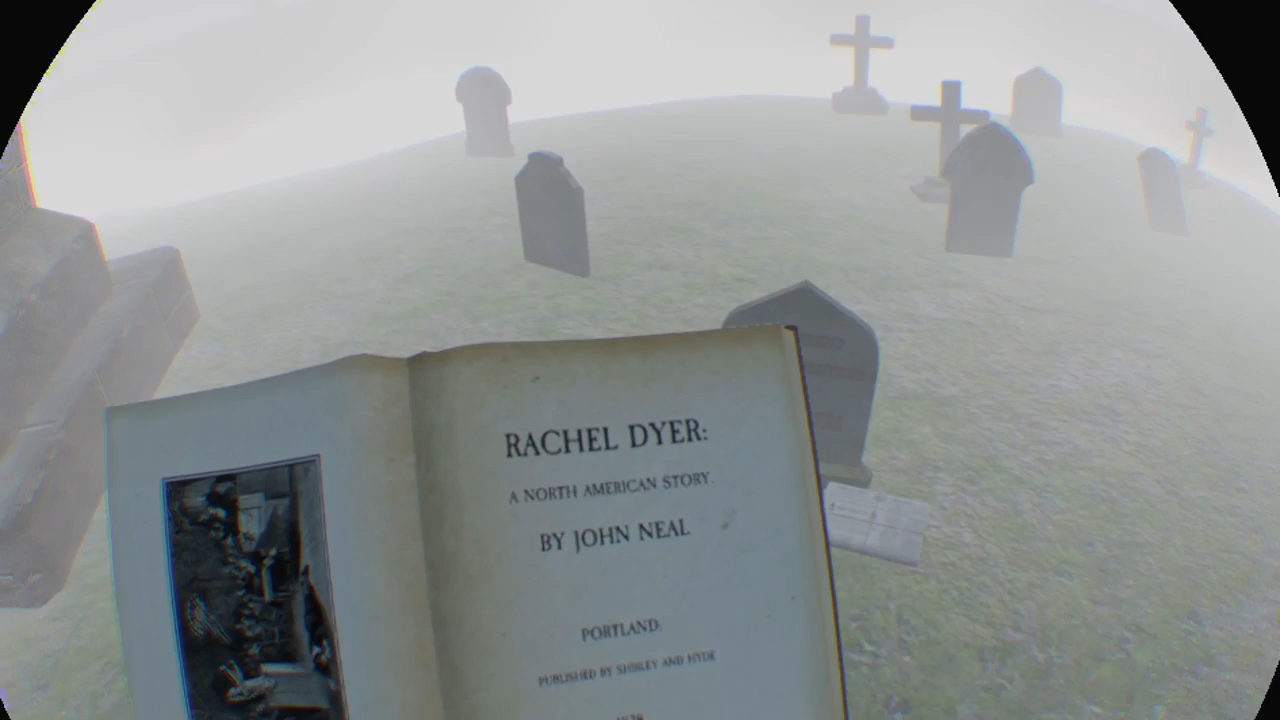 RACHEL DYER:
A NORTH AMERICAN STORY.
BY JOHN NEAL
PORTLAND:
PUBLISHED BY SHIRLEY AND HYDE